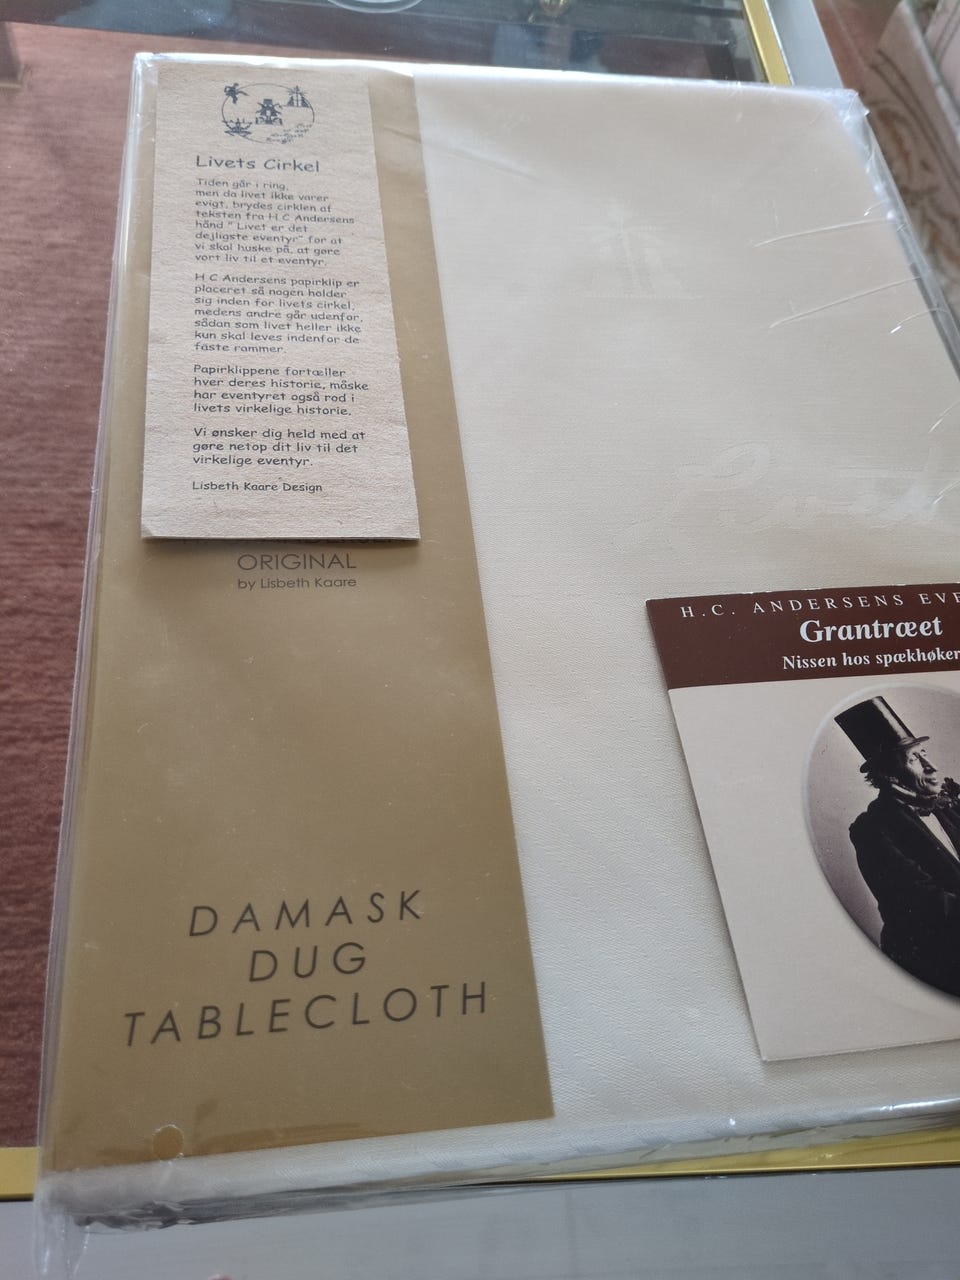 Livets Cirkel
Tiden går i ring,
men da livet ikke varer
evigt, brydes cirklen af
teksten fra H C Andersens
hånd " Livet er det
dejligste eventyr" for at
vi skal huske på, at gøre
vort liv til et eventyr.
H C Andersens papirklip er
placeret så nogen holder
sig inden for livets cirkel,
medens andre går udenfor,
sådan som livet heller ikke
kun skal leves indenfor de
faste rammer.
Papirklippene fortæller
hver deres historie, måske
har eventyret også rod i
livets virkelige historie.
Vi ønsker dig held med at
gøre netop dit liv til det
virkelige eventyr.
Lisbeth Kaare Design
ORIGINAL
by Lisbeth Kaare
DAMASK
DUG
TABLECLOTH
H.C. ANDERSENS EVE
Grantræet
Nissen hos spækhøker